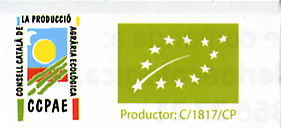 CONSELL CATALÀ DE
LA PRODUCCIÓ
AGRÀRIA ECOLÒGICA
CCPAE
Productor: C/1817/CP